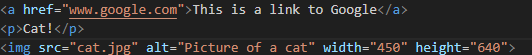 <a href="www.google.com">This is a link to Google</a>
<p>Cat!</p>
<img src="cat.jpg" alt="Picture of a cat" width="450" height="640">